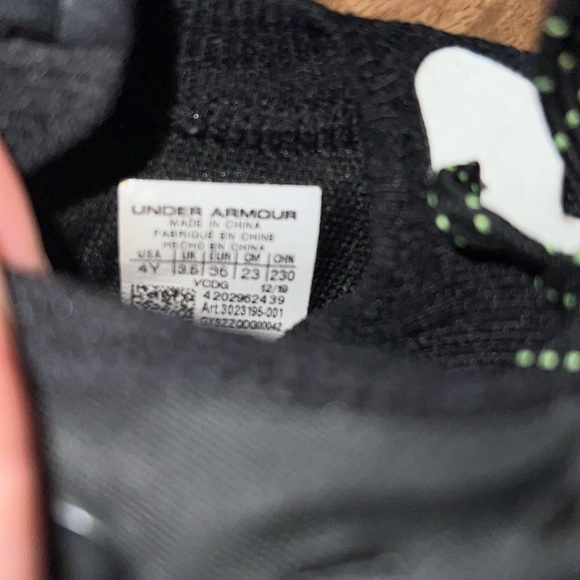 UNDER ARMOUR
MADE IN CHINA
FABRIQUÉ EN CHINE
HECHO EN CHINA
USA UK EUR CM CHN
4Y 3.5 36 23 230
VCDG 12/19
4202962439
Art.3023195-001
GXSZZQDG00042